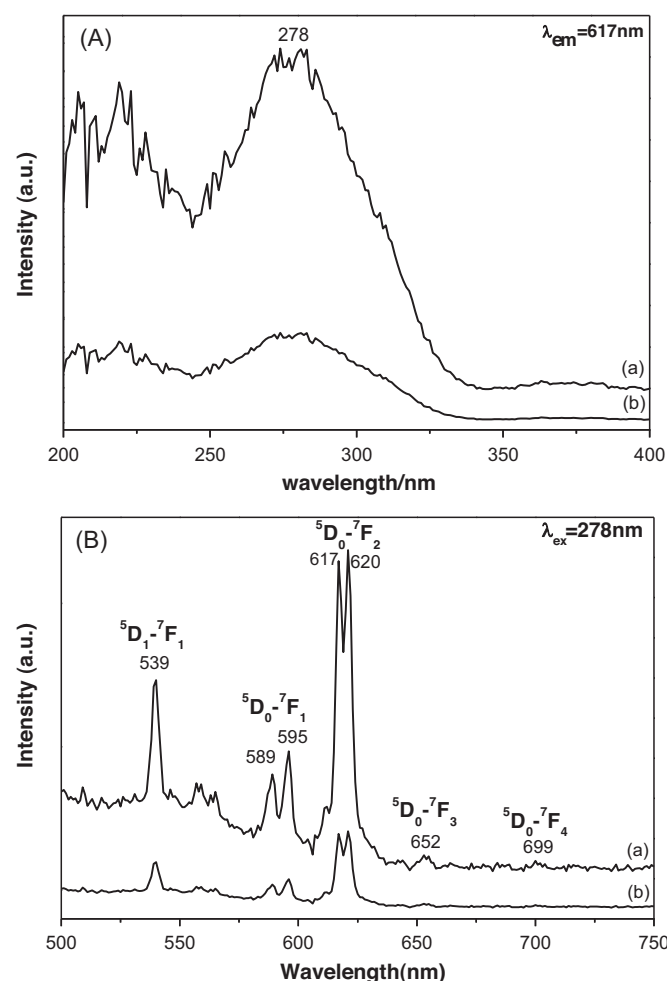 (A)
λem=617nm
278
Intensity (a.u.)
(a)
(b)
200 250 300 350 400
wavelength/nm
(B)
⁵D₀-⁷F₂
λex=278nm
617 620
⁵D₁-⁷F₁
539
⁵D₀-⁷F₁
595
589
Intensity (a.u.)
⁵D₀-⁷F₃
652
⁵D₀-⁷F₄
699
(a)
(b)
500 550 600 650 700 750
Wavelength(nm)